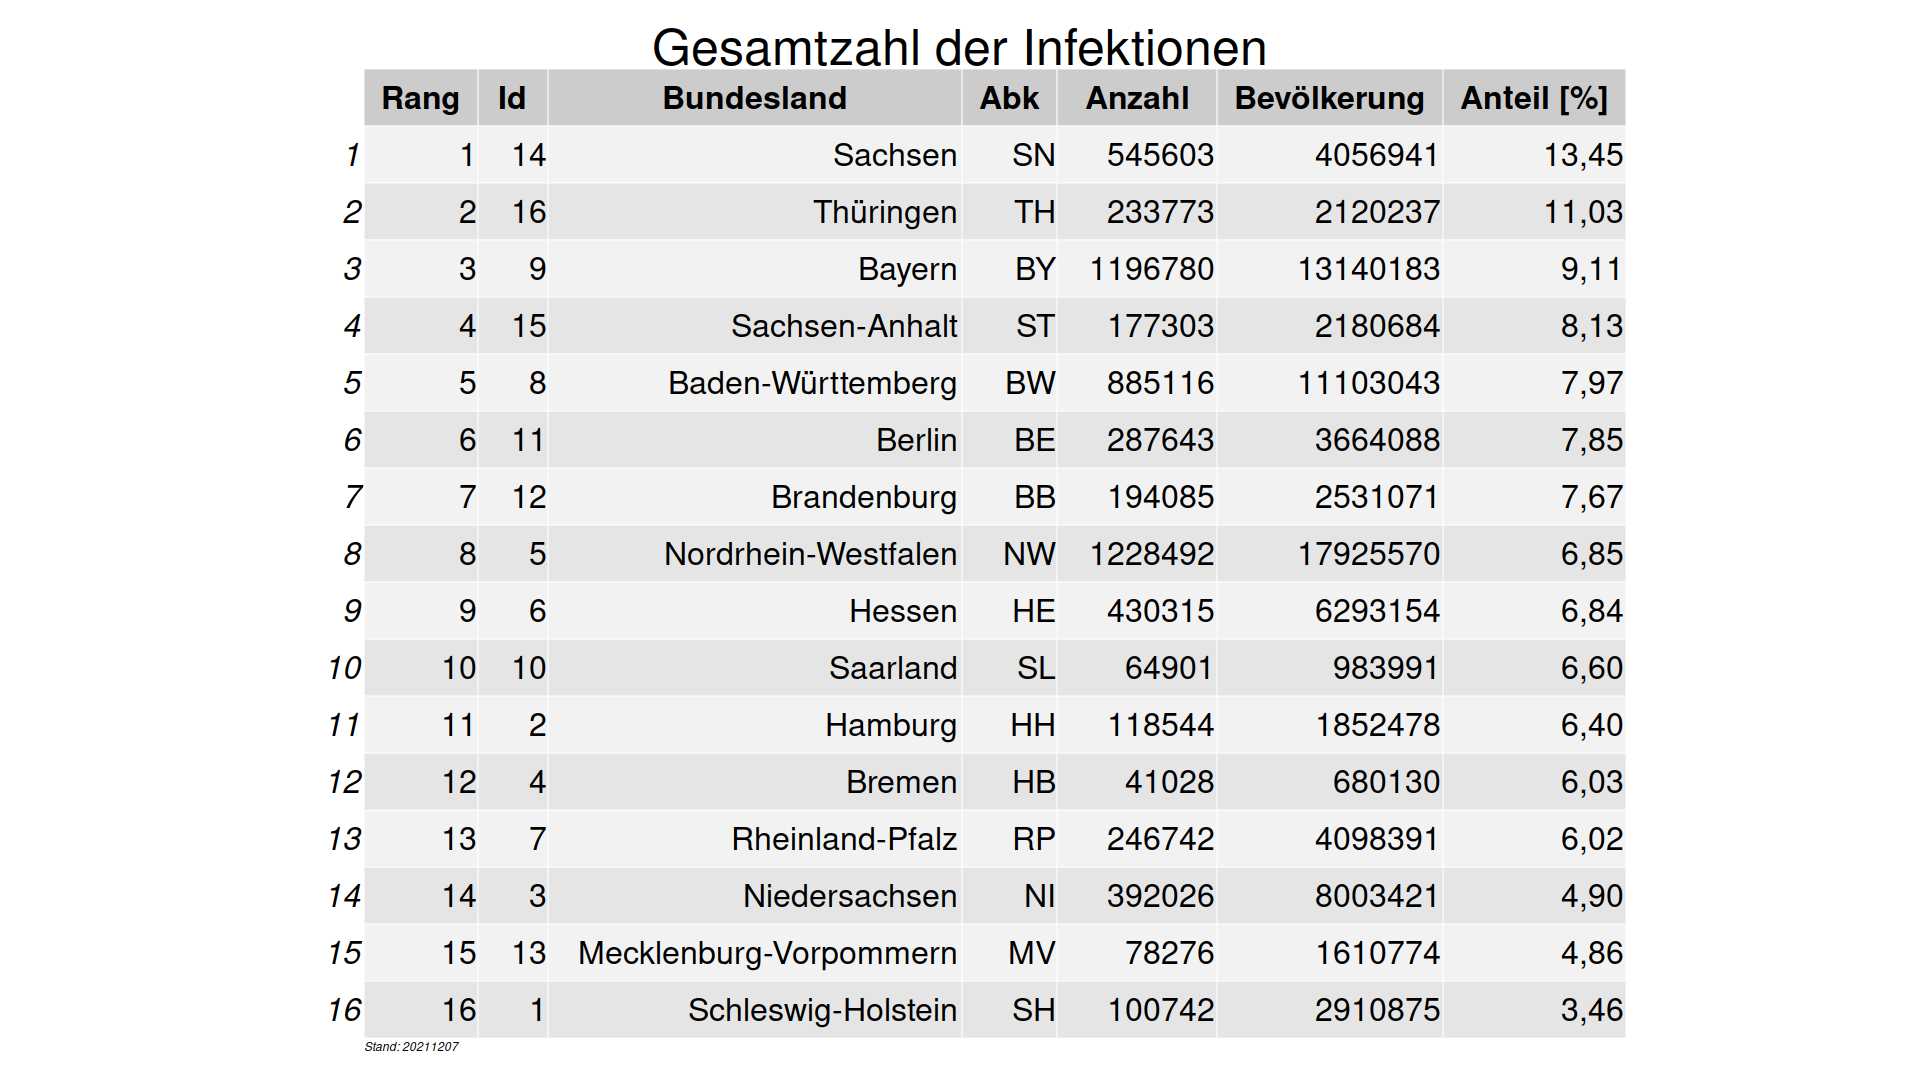 Gesamtzahl der Infektionen
Rang Id Bundesland Abk Anzahl Bevölkerung Anteil [%]
1 1 14 Sachsen SN 545603 4056941 13,45
2 2 16 Thüringen TH 233773 2120237 11,03
3 3 9 Bayern BY 1196780 13140183 9,11
4 4 15 Sachsen-Anhalt ST 177303 2180684 8,13
5 5 8 Baden-Württemberg BW 885116 11103043 7,97
6 6 11 Berlin BE 287643 3664088 7,85
7 7 12 Brandenburg BB 194085 2531071 7,67
8 8 5 Nordrhein-Westfalen NW 1228492 17925570 6,85
9 9 6 Hessen HE 430315 6293154 6,84
10 10 10 Saarland SL 64901 983991 6,60
11 11 2 Hamburg HH 118544 1852478 6,40
12 12 4 Bremen HB 41028 680130 6,03
13 13 7 Rheinland-Pfalz RP 246742 4098391 6,02
14 14 3 Niedersachsen NI 392026 8003421 4,90
15 15 13 Mecklenburg-Vorpommern MV 78276 1610774 4,86
16 16 1 Schleswig-Holstein SH 100742 2910875 3,46
Stand: 20211207